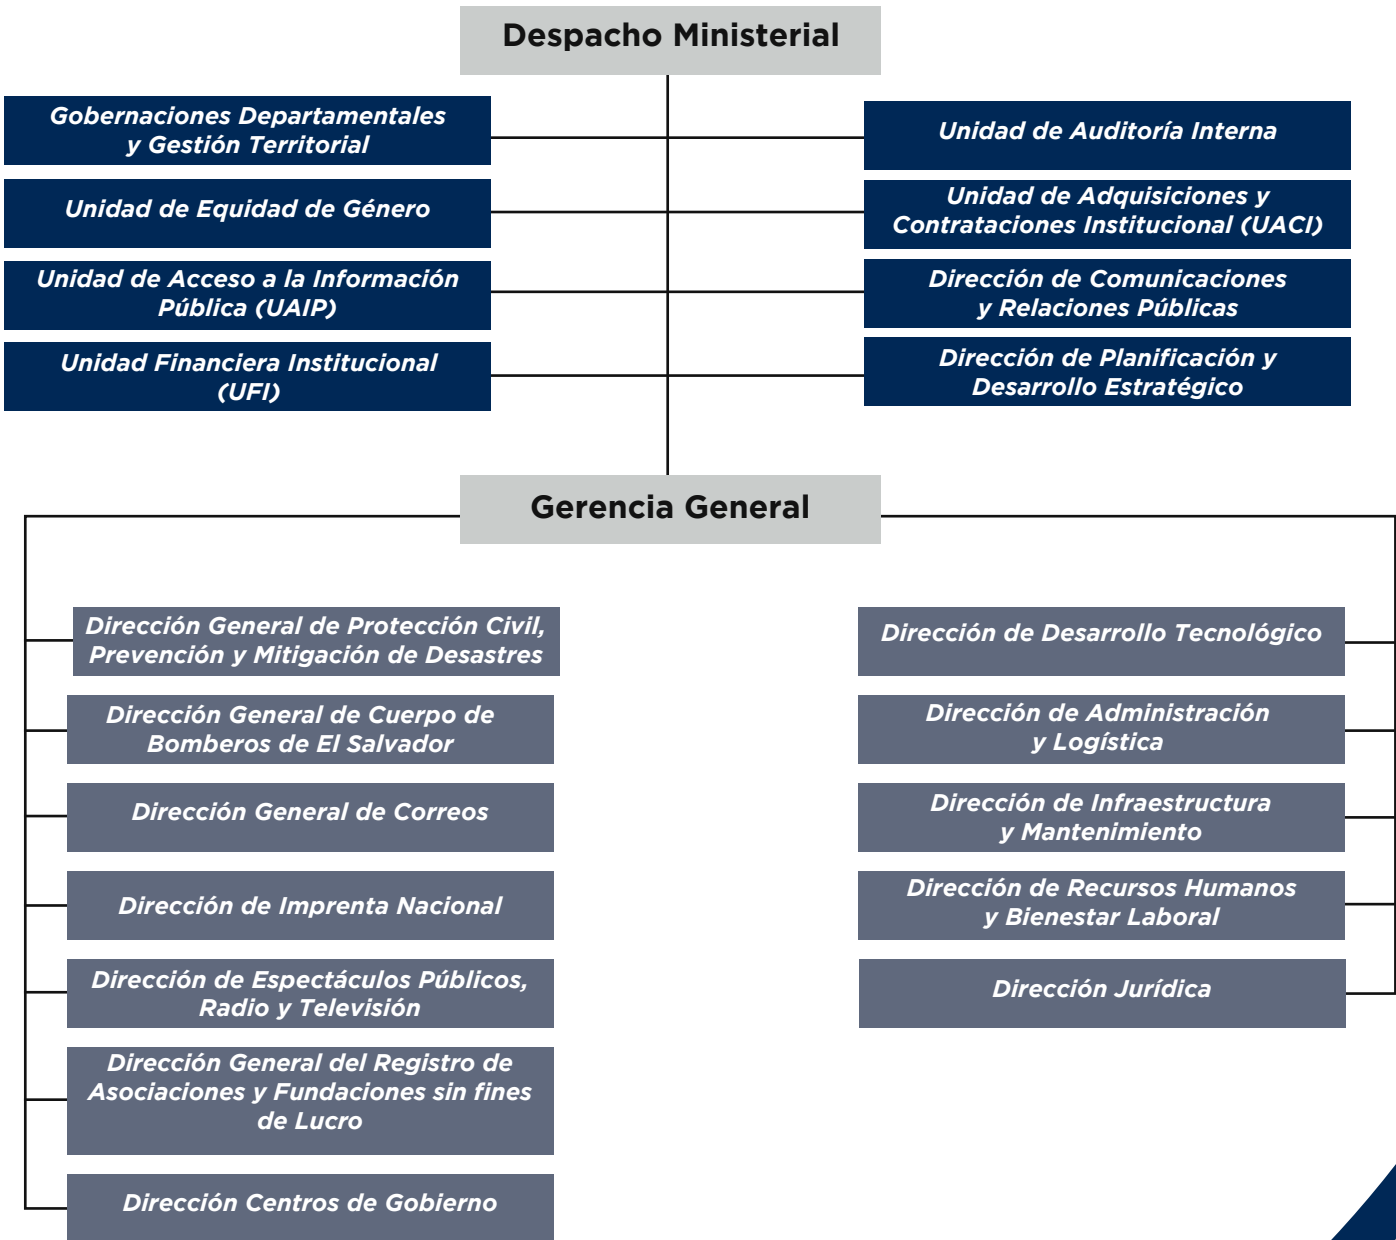 Despacho Ministerial
Gobernaciones Departamentales
y Gestión Territorial
Unidad de Equidad de Género
Unidad de Acceso a la Información
Pública (UAIP)
Unidad Financiera Institucional
(UFI)
Unidad de Auditoría Interna
Unidad de Adquisiciones y
Contrataciones Institucional (UACI)
Dirección de Comunicaciones
y Relaciones Públicas
Dirección de Planificación y
Desarrollo Estratégico
Gerencia General
Dirección General de Protección Civil,
Prevención y Mitigación de Desastres
Dirección General de Cuerpo de
Bomberos de El Salvador
Dirección General de Correos
Dirección de Imprenta Nacional
Dirección de Espectáculos Públicos,
Radio y Televisión
Dirección General del Registro de
Asociaciones y Fundaciones sin fines
de Lucro
Dirección Centros de Gobierno
Dirección de Desarrollo Tecnológico
Dirección de Administración
y Logística
Dirección de Infraestructura
y Mantenimiento
Dirección de Recursos Humanos
y Bienestar Laboral
Dirección Jurídica